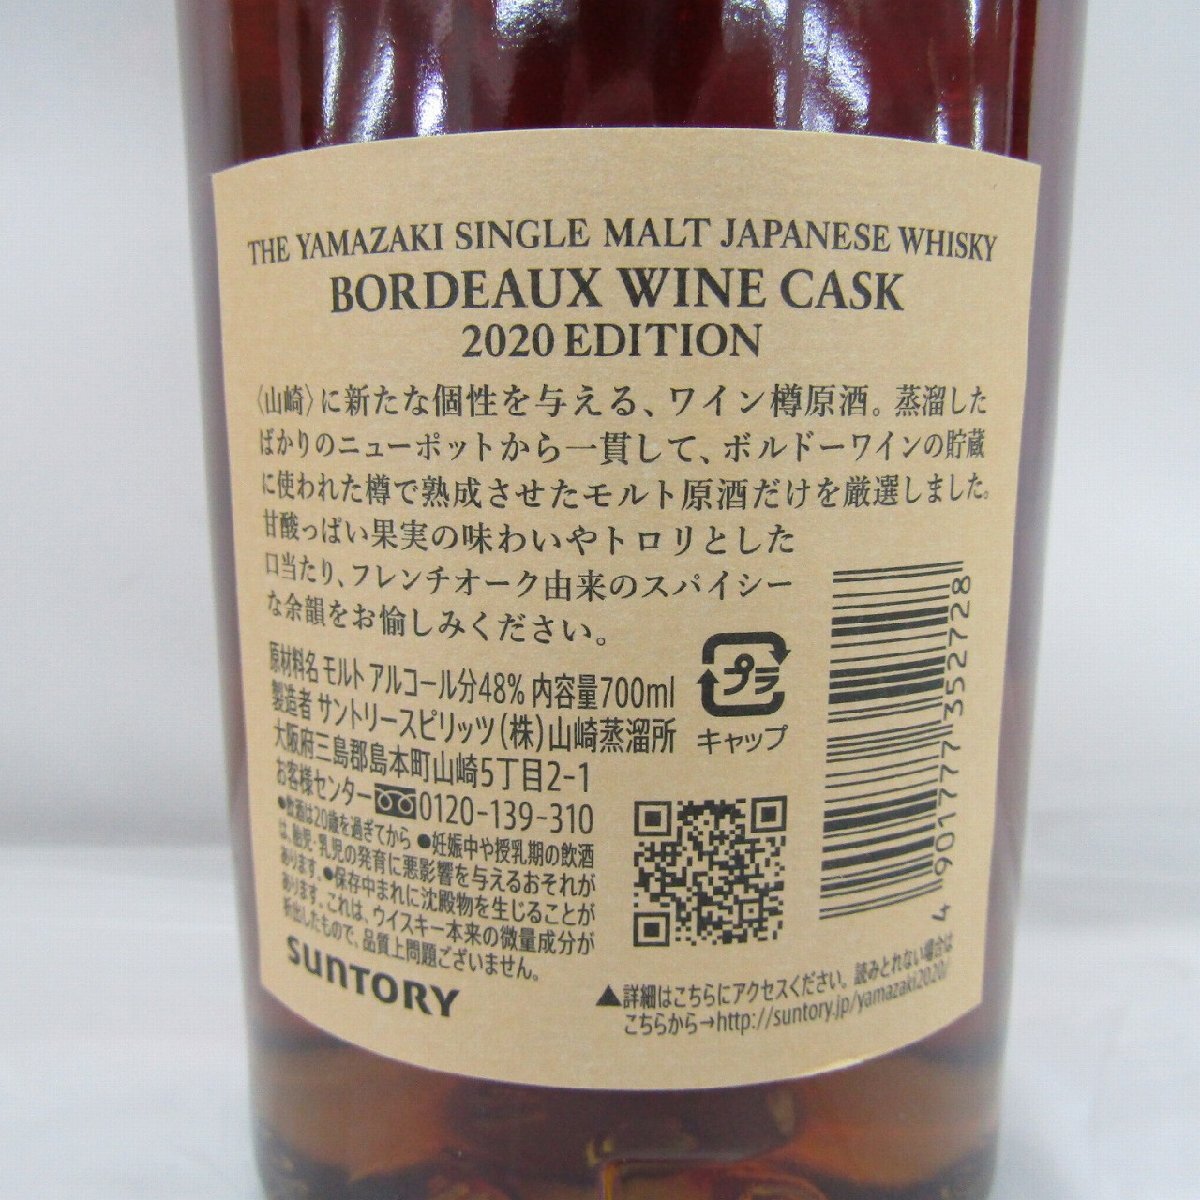 THE YAMAZAKI SINGLE MALT JAPANESE WHISKY
BORDEAUX WINE CASK
2020 EDITION
〈山崎〉に新たな個性を与える、ワイン樽原酒。蒸溜した
ばかりのニューポットから一貫して、ボルドーワインの貯蔵
に使われた樽で熟成させたモルト原酒だけを厳選しました。
甘酸っぱい果実の味わいやトロリとした
口当たり、フレンチオーク由来のスパイシー
な余韻をお愉しみください。
原材料名 モルト アルコール分48% 内容量700ml
製造者 サントリースピリッツ(株)山崎蒸溜所
大阪府三島郡島本町山崎5丁目2-1
お客様センター 0120-139-310
●飲酒は20歳を過ぎてから ●妊娠中や授乳期の飲酒
は、胎児・乳児の発育に悪影響を与えるおそれが
あります。●保存中まれに沈殿物を生じることが
あります。これは、ウイスキー本来の微量成分が
析出したもので、品質上問題ございません。
SUNTORY
プラ
キャップ
4 901777 352728
▲詳細はこちらにアクセスください。読みとれない場合は
こちらから→http://suntory.jp/yamazaki2020/